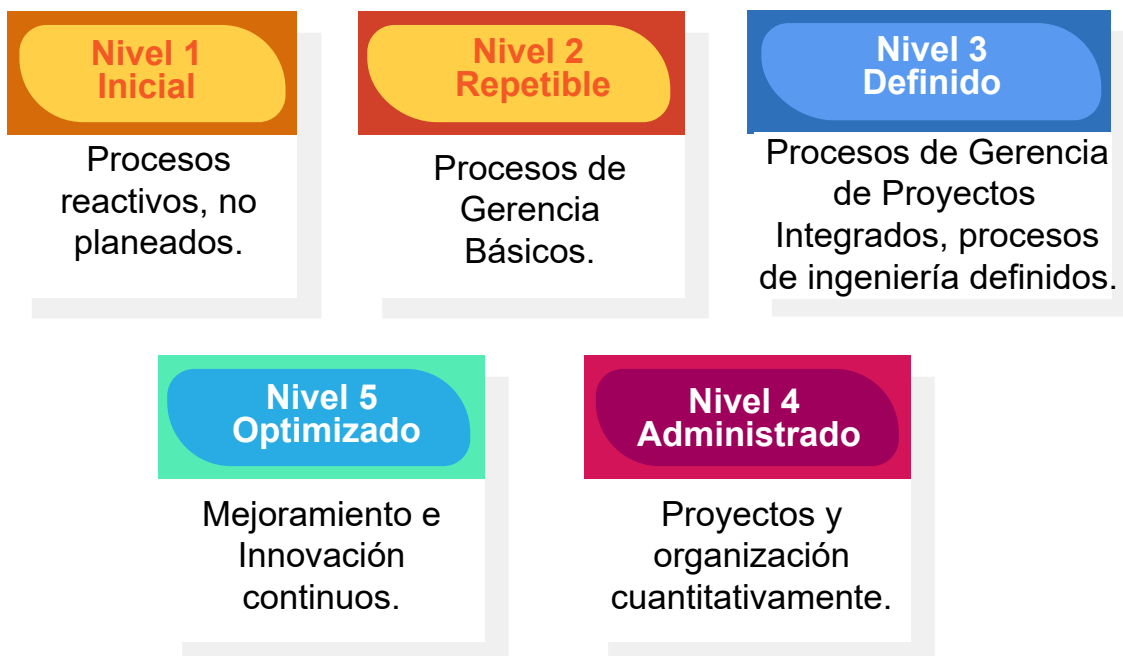 Nivel 1
Inicial
Procesos
reactivos, no
planeados.
Nivel 2
Repetible
Procesos de
Gerencia
Básicos.
Nivel 3
Definido
Procesos de Gerencia
de Proyectos
Integrados, procesos
de ingeniería definidos.
Nivel 5
Optimizado
Mejoramiento e
Innovación
continuos.
Nivel 4
Administrado
Proyectos y
organización
cuantitativamente.